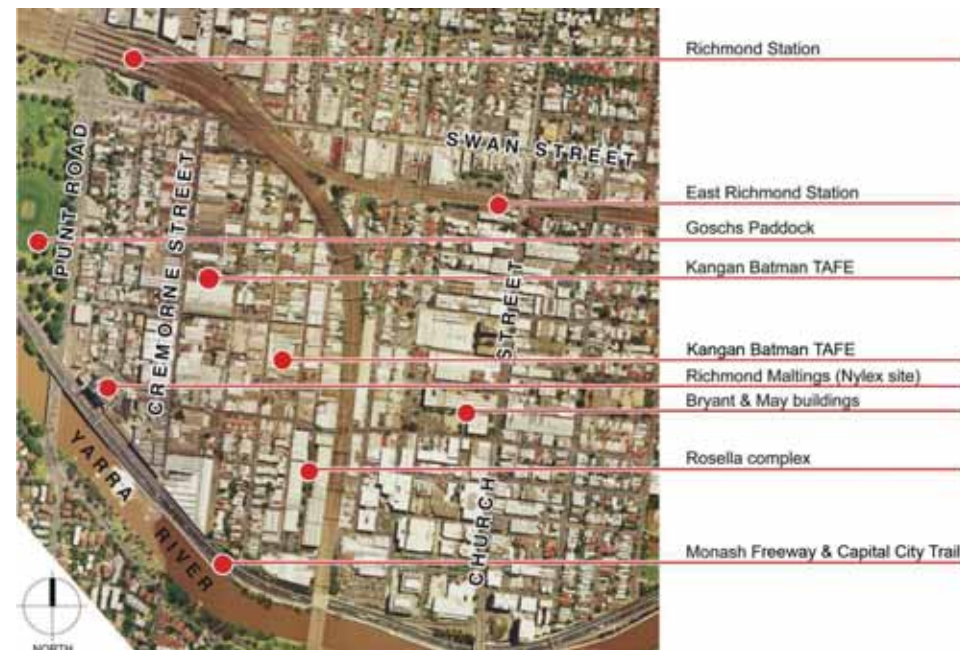 Richmond Station
SWAN STREET
East Richmond Station
PUNT ROAD
Goschs Paddock
CREMORNE STREET
Kangan Batman TAFE
Kangan Batman TAFE
Richmond Maltings (Nylex site)
Bryant & May buildings
Rosella complex
YARRA RIVER
CHURCH STREET
Monash Freeway & Capital City Trail
NORTH